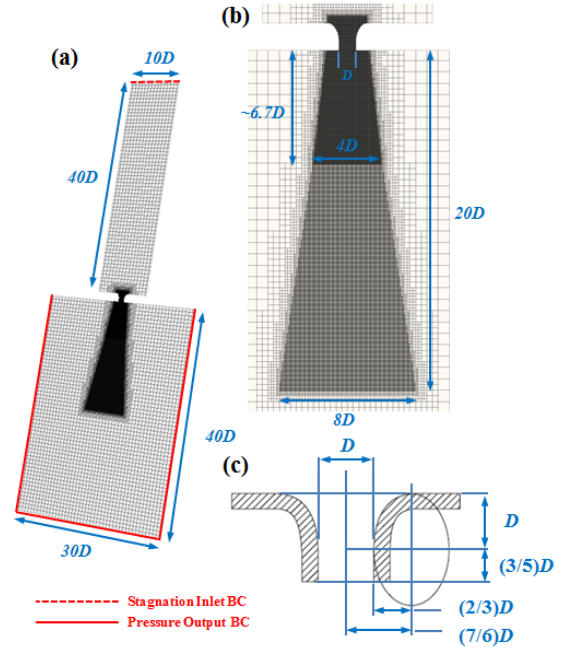 (a)
10D
40D
40D
30D
Stagnation Inlet BC
Pressure Output BC
(b)
D
~6.7D
4D
20D
8D
(c)
D
D
(3/5)D
(2/3)D
(7/6)D